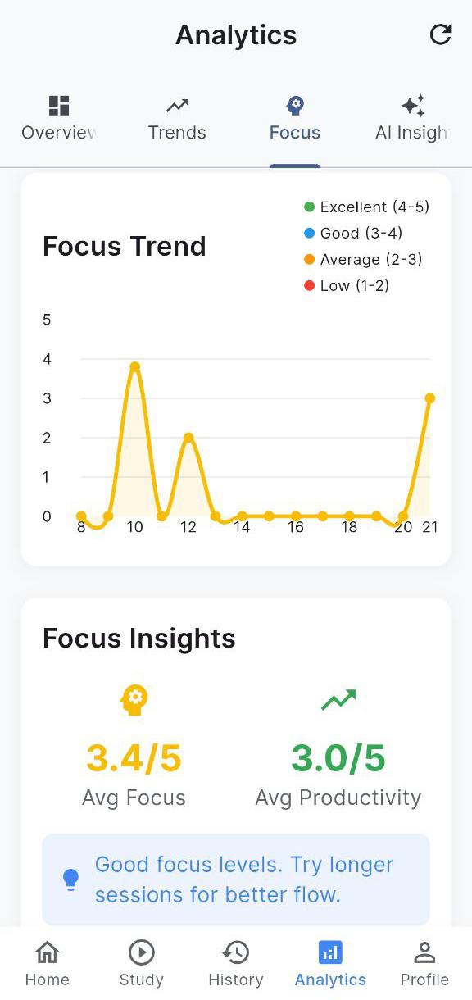 Analytics
Overview
Trends
Focus
AI Insigh
Excellent (4-5)
Good (3-4)
Average (2-3)
Low (1-2)
Focus Trend
5
4
3
2
1
0
8
10
12
14
16
18
20
21
Focus Insights
3.4/5
3.0/5
Avg Focus
Avg Productivity
Good focus levels. Try longer
sessions for better flow.
Home
Study
History
Analytics
Profile